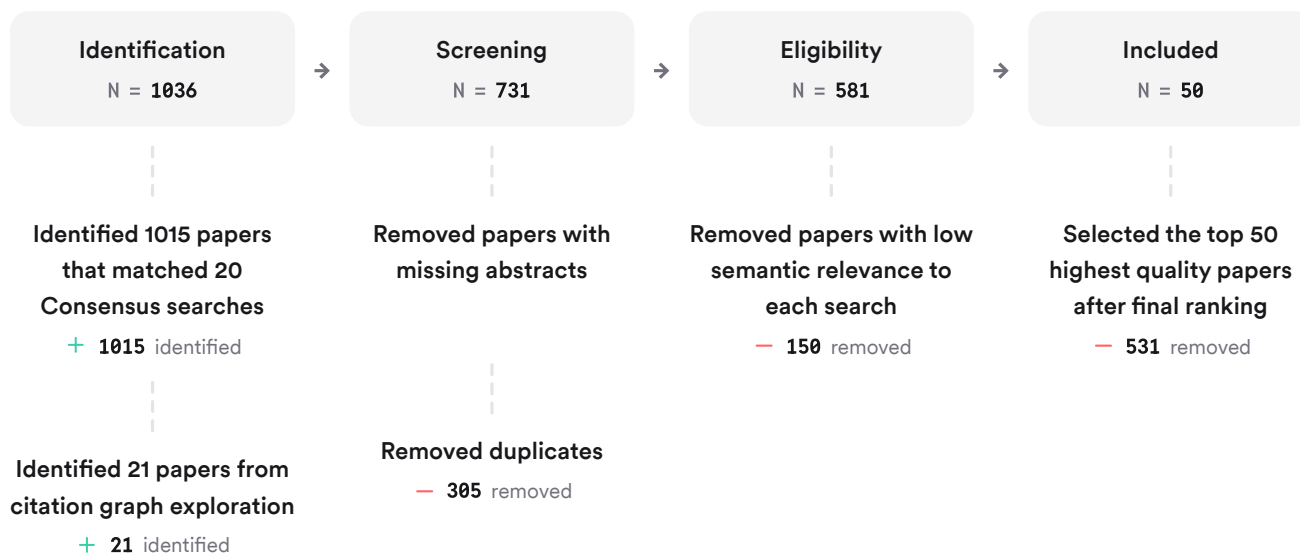 Identification
N = 1036
Screening
N = 731
Eligibility
N = 581
Included
N = 50
Identified 1015 papers
that matched 20
Consensus searches
+ 1015 identified
Identified 21 papers from
citation graph exploration
+ 21 identified
Removed papers with
missing abstracts
Removed duplicates
− 305 removed
Removed papers with low
semantic relevance to
each search
− 150 removed
Selected the top 50
highest quality papers
after final ranking
− 531 removed